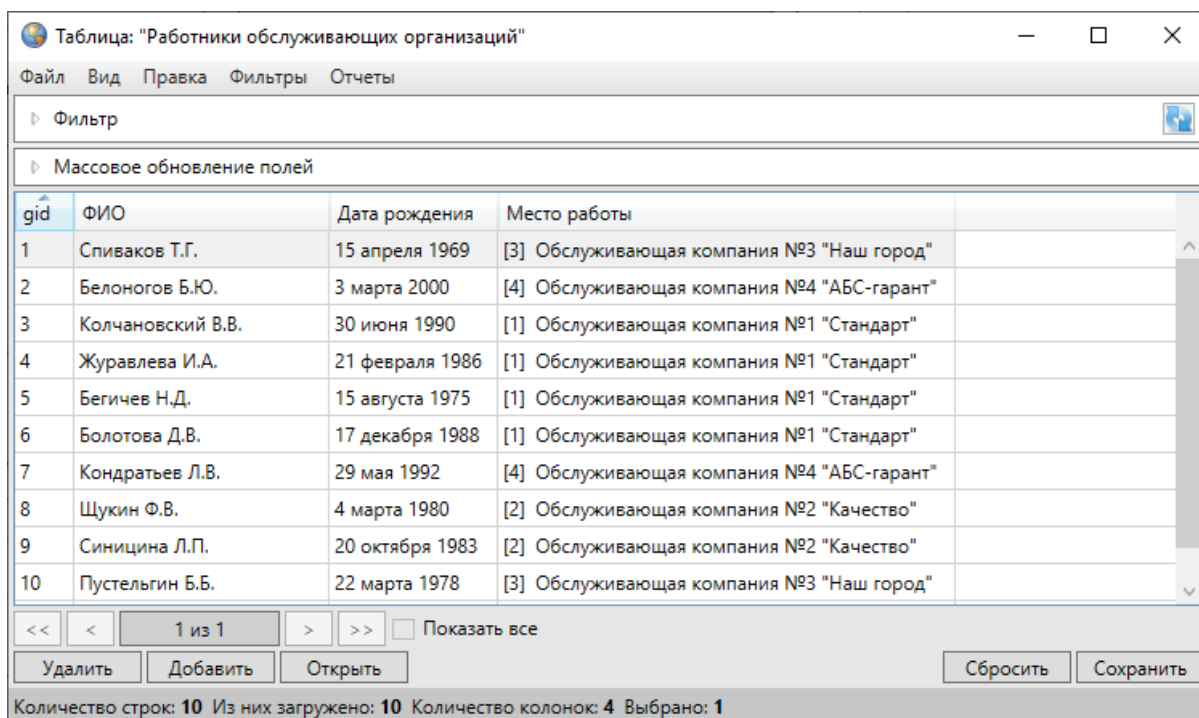 Таблица: "Работники обслуживающих организаций"
Файл Вид Правка Фильтры Отчеты
Фильтр
Массовое обновление полей
gid ФИО Дата рождения Место работы
1 Спиваков Т.Г. 15 апреля 1969 [3] Обслуживающая компания №3 "Наш город"
2 Белоногов Б.Ю. 3 марта 2000 [4] Обслуживающая компания №4 "АБС-гарант"
3 Колчановский В.В. 30 июня 1990 [1] Обслуживающая компания №1 "Стандарт"
4 Журавлева И.А. 21 февраля 1986 [1] Обслуживающая компания №1 "Стандарт"
5 Бегичев Н.Д. 15 августа 1975 [1] Обслуживающая компания №1 "Стандарт"
6 Болотова Д.В. 17 декабря 1988 [1] Обслуживающая компания №1 "Стандарт"
7 Кондратьев Л.В. 29 мая 1992 [4] Обслуживающая компания №4 "АБС-гарант"
8 Щукин Ф.В. 4 марта 1980 [2] Обслуживающая компания №2 "Качество"
9 Синицина Л.П. 20 октября 1983 [2] Обслуживающая компания №2 "Качество"
10 Пустельгин Б.Б. 22 марта 1978 [3] Обслуживающая компания №3 "Наш город"
<< < 1 из 1 > >> Показать все
Удалить Добавить Открыть Сбросить Сохранить
Количество строк: 10 Из них загружено: 10 Количество колонок: 4 Выбрано: 1